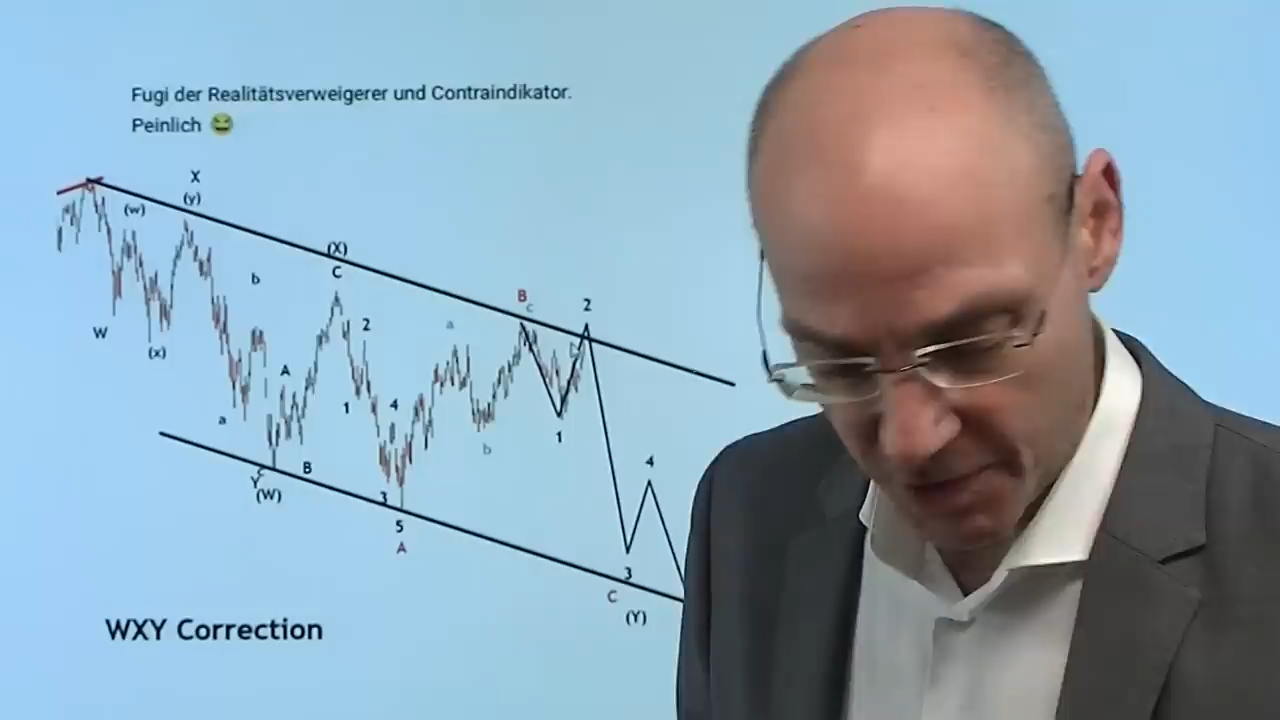 Fugi der Realitätsverweigerer und Contraindikator.
Peinlich 😆
X
(y)
(w)
(X)
C
b
B
c
2
2
a
W
(x)
A
1
4
a
b
1
4
B
Y
(W)
3
5
A
3
C
(Y)
WXY Correction